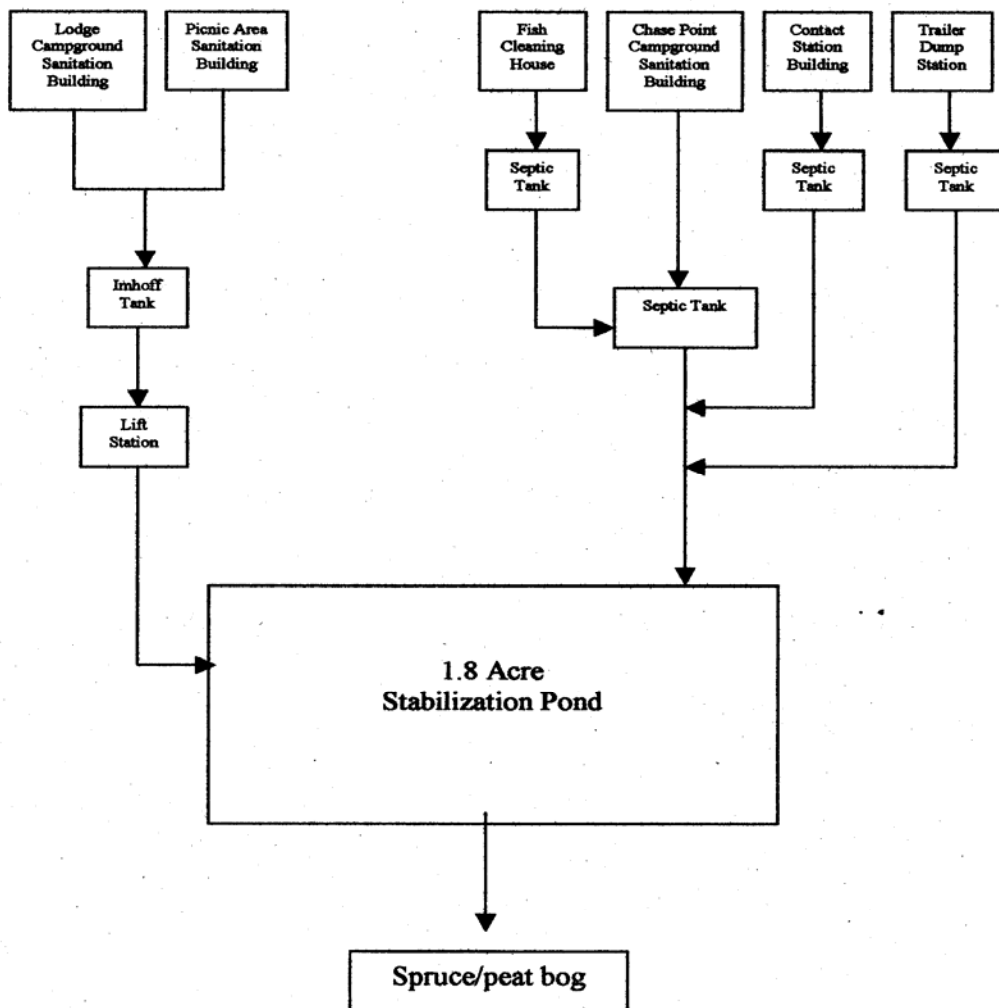 Lodge
Campground
Sanitation
Building
Picnic Area
Sanitation
Building
Fish
Cleaning
House
Chase Point
Campground
Sanitation
Building
Contact
Station
Building
Trailer
Dump
Station
Septic
Tank
Septic
Tank
Septic
Tank
Imhoff
Tank
Septic Tank
Lift
Station
1.8 Acre
Stabilization Pond
Spruce/peat bog